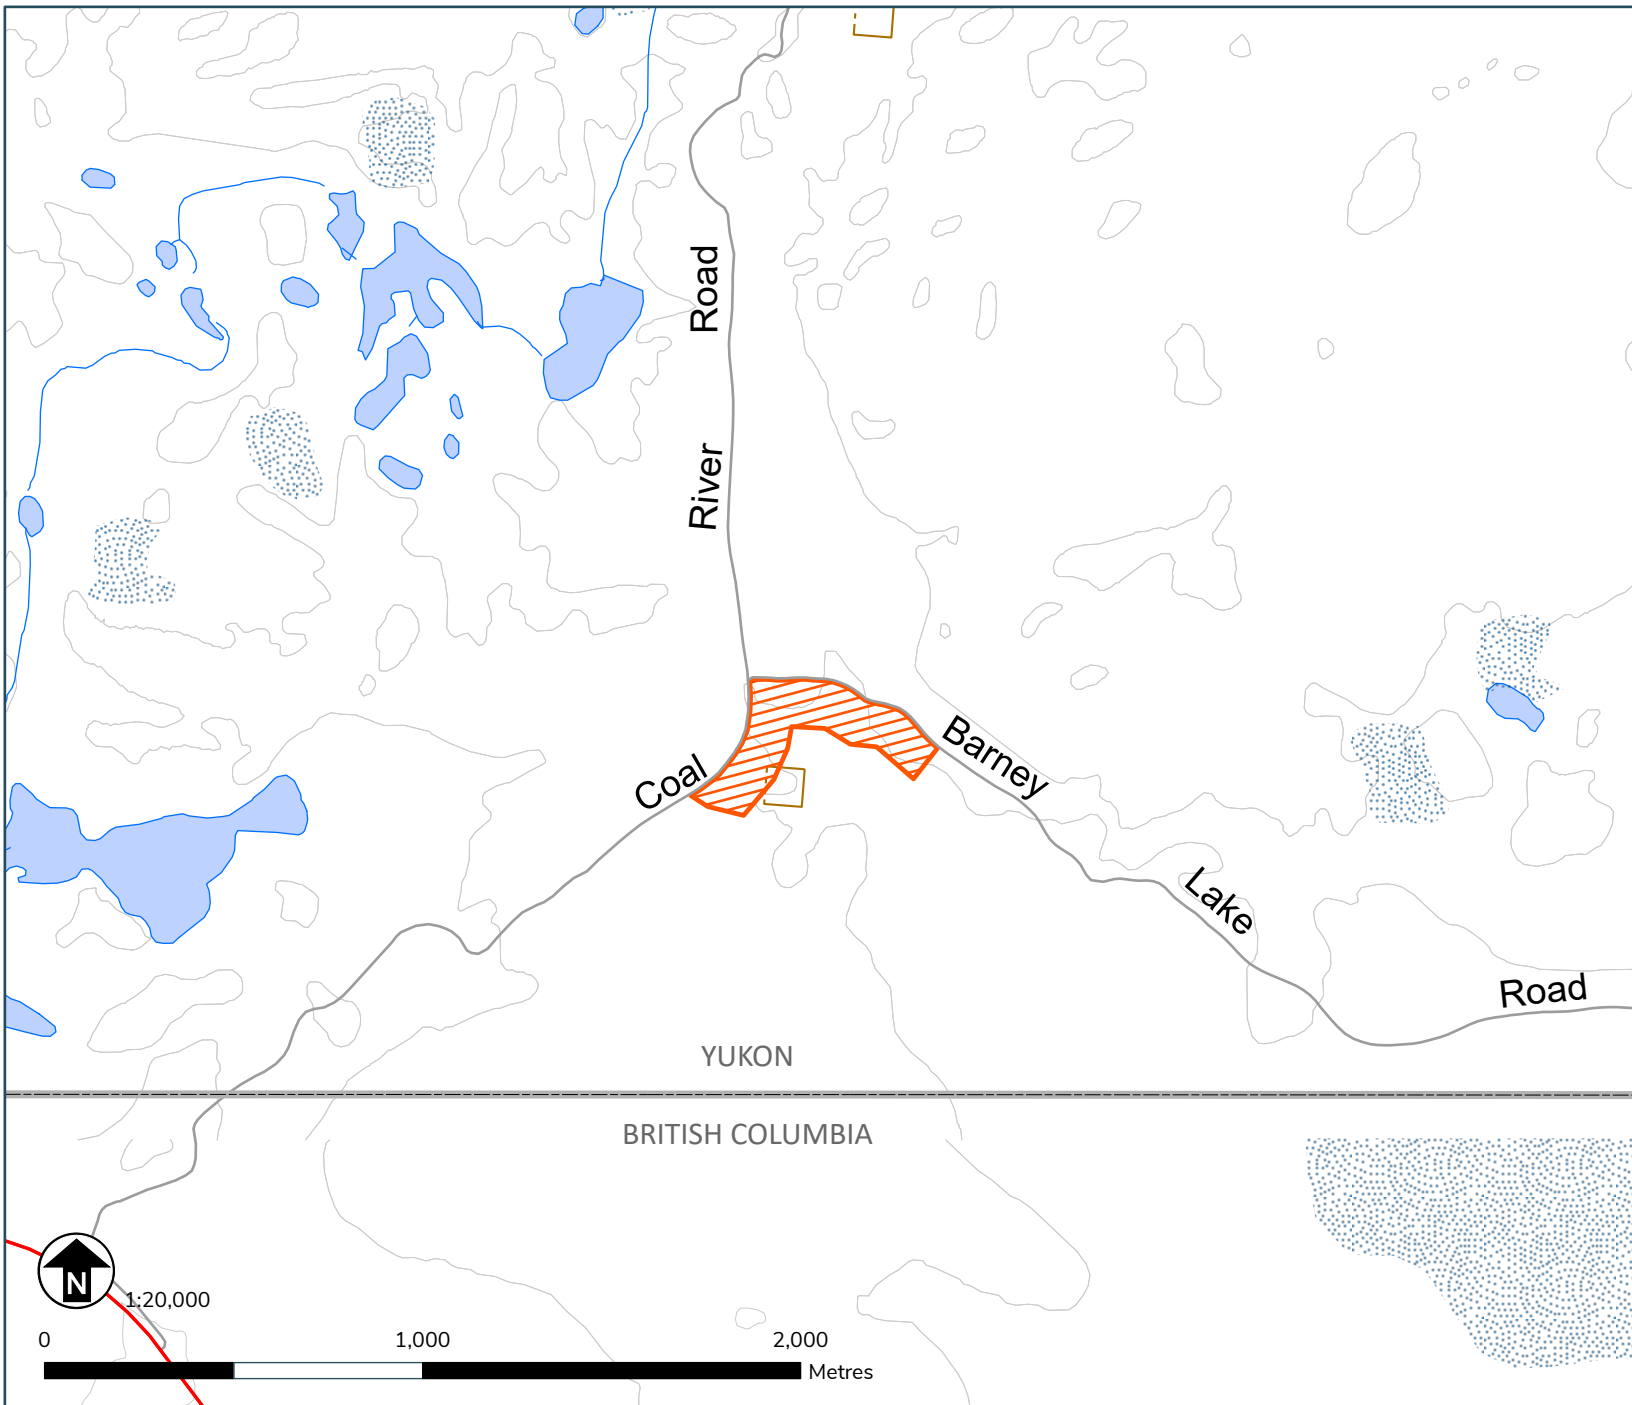 Road
River
Coal
Barney
Lake
Road
YUKON
BRITISH COLUMBIA
N
1:20,000
0 1,000 2,000
Metres